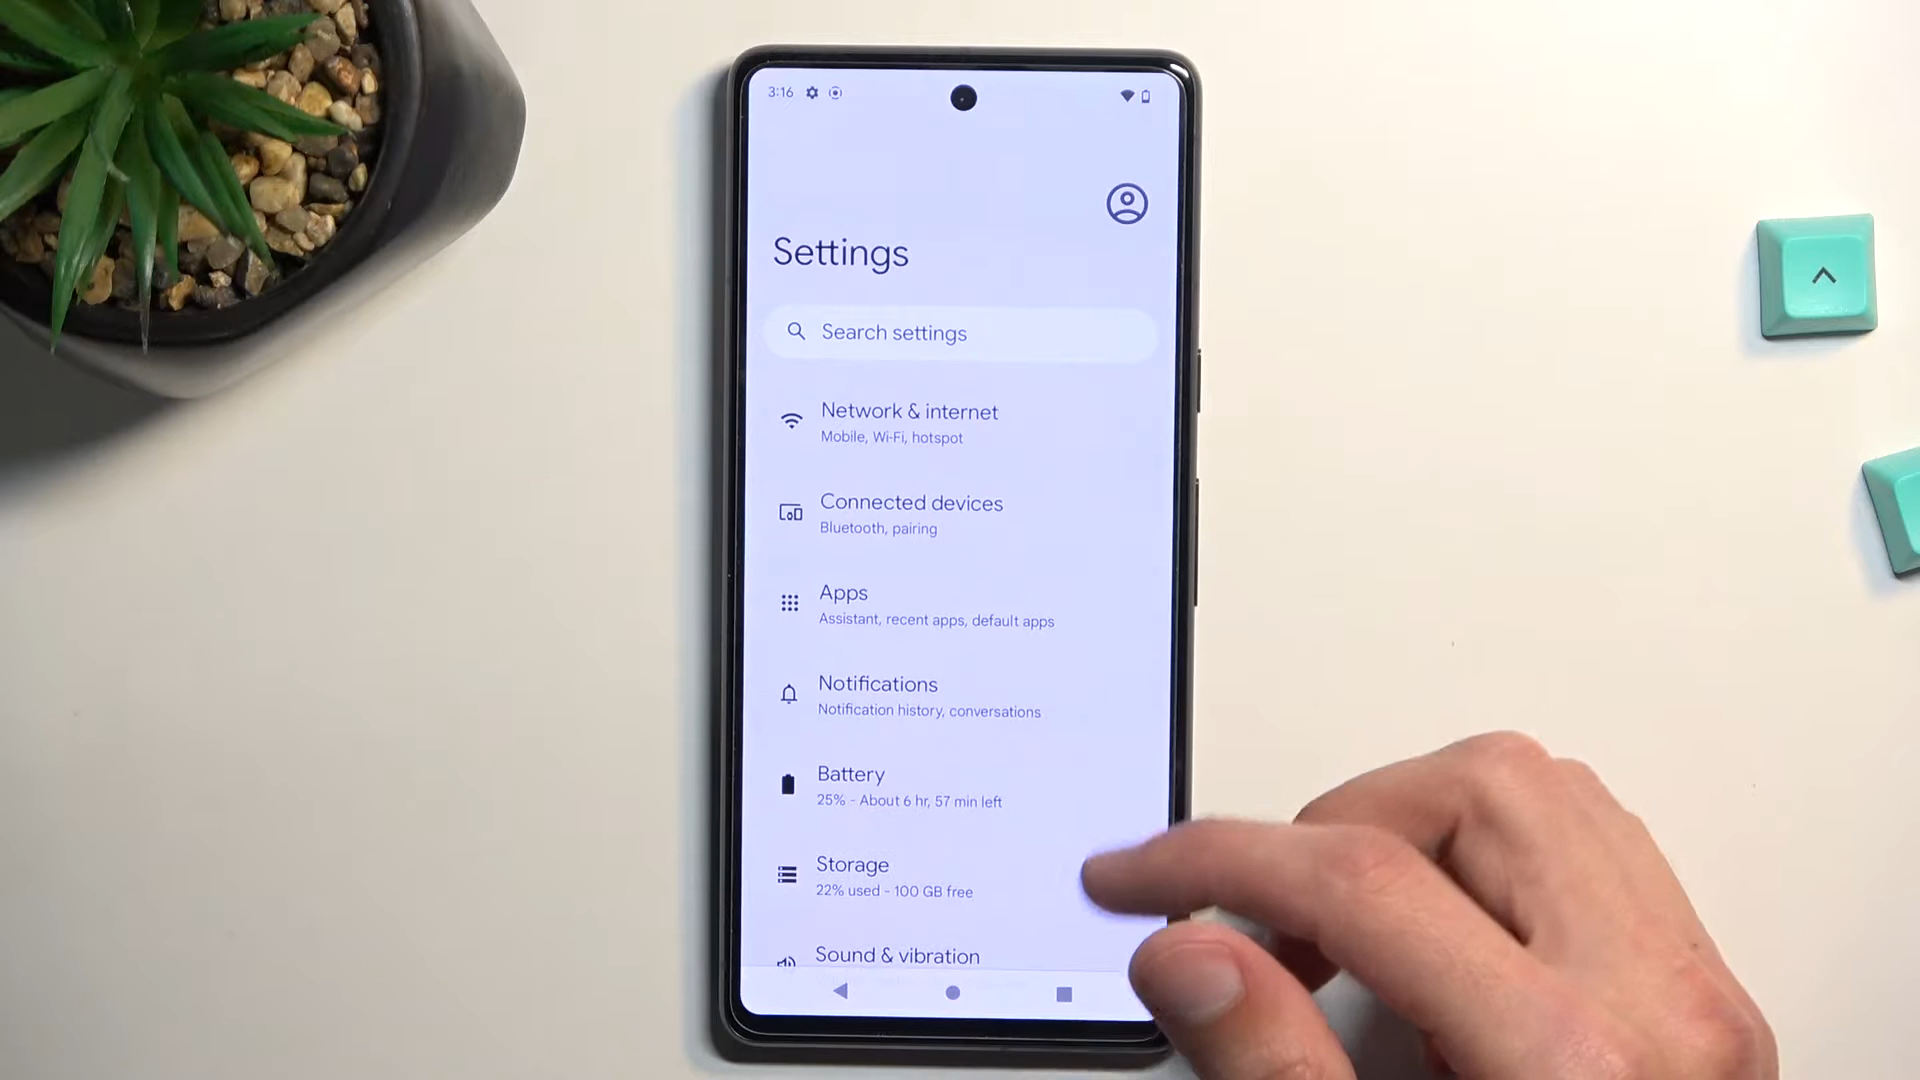 3:16
Settings
Search settings
Network & internet
Mobile, Wi-Fi, hotspot
Connected devices
Bluetooth, pairing
Apps
Assistant, recent apps, default apps
Notifications
Notification history, conversations
Battery
25% - About 6 hr, 57 min left
Storage
22% used - 100 GB free
Sound & vibration